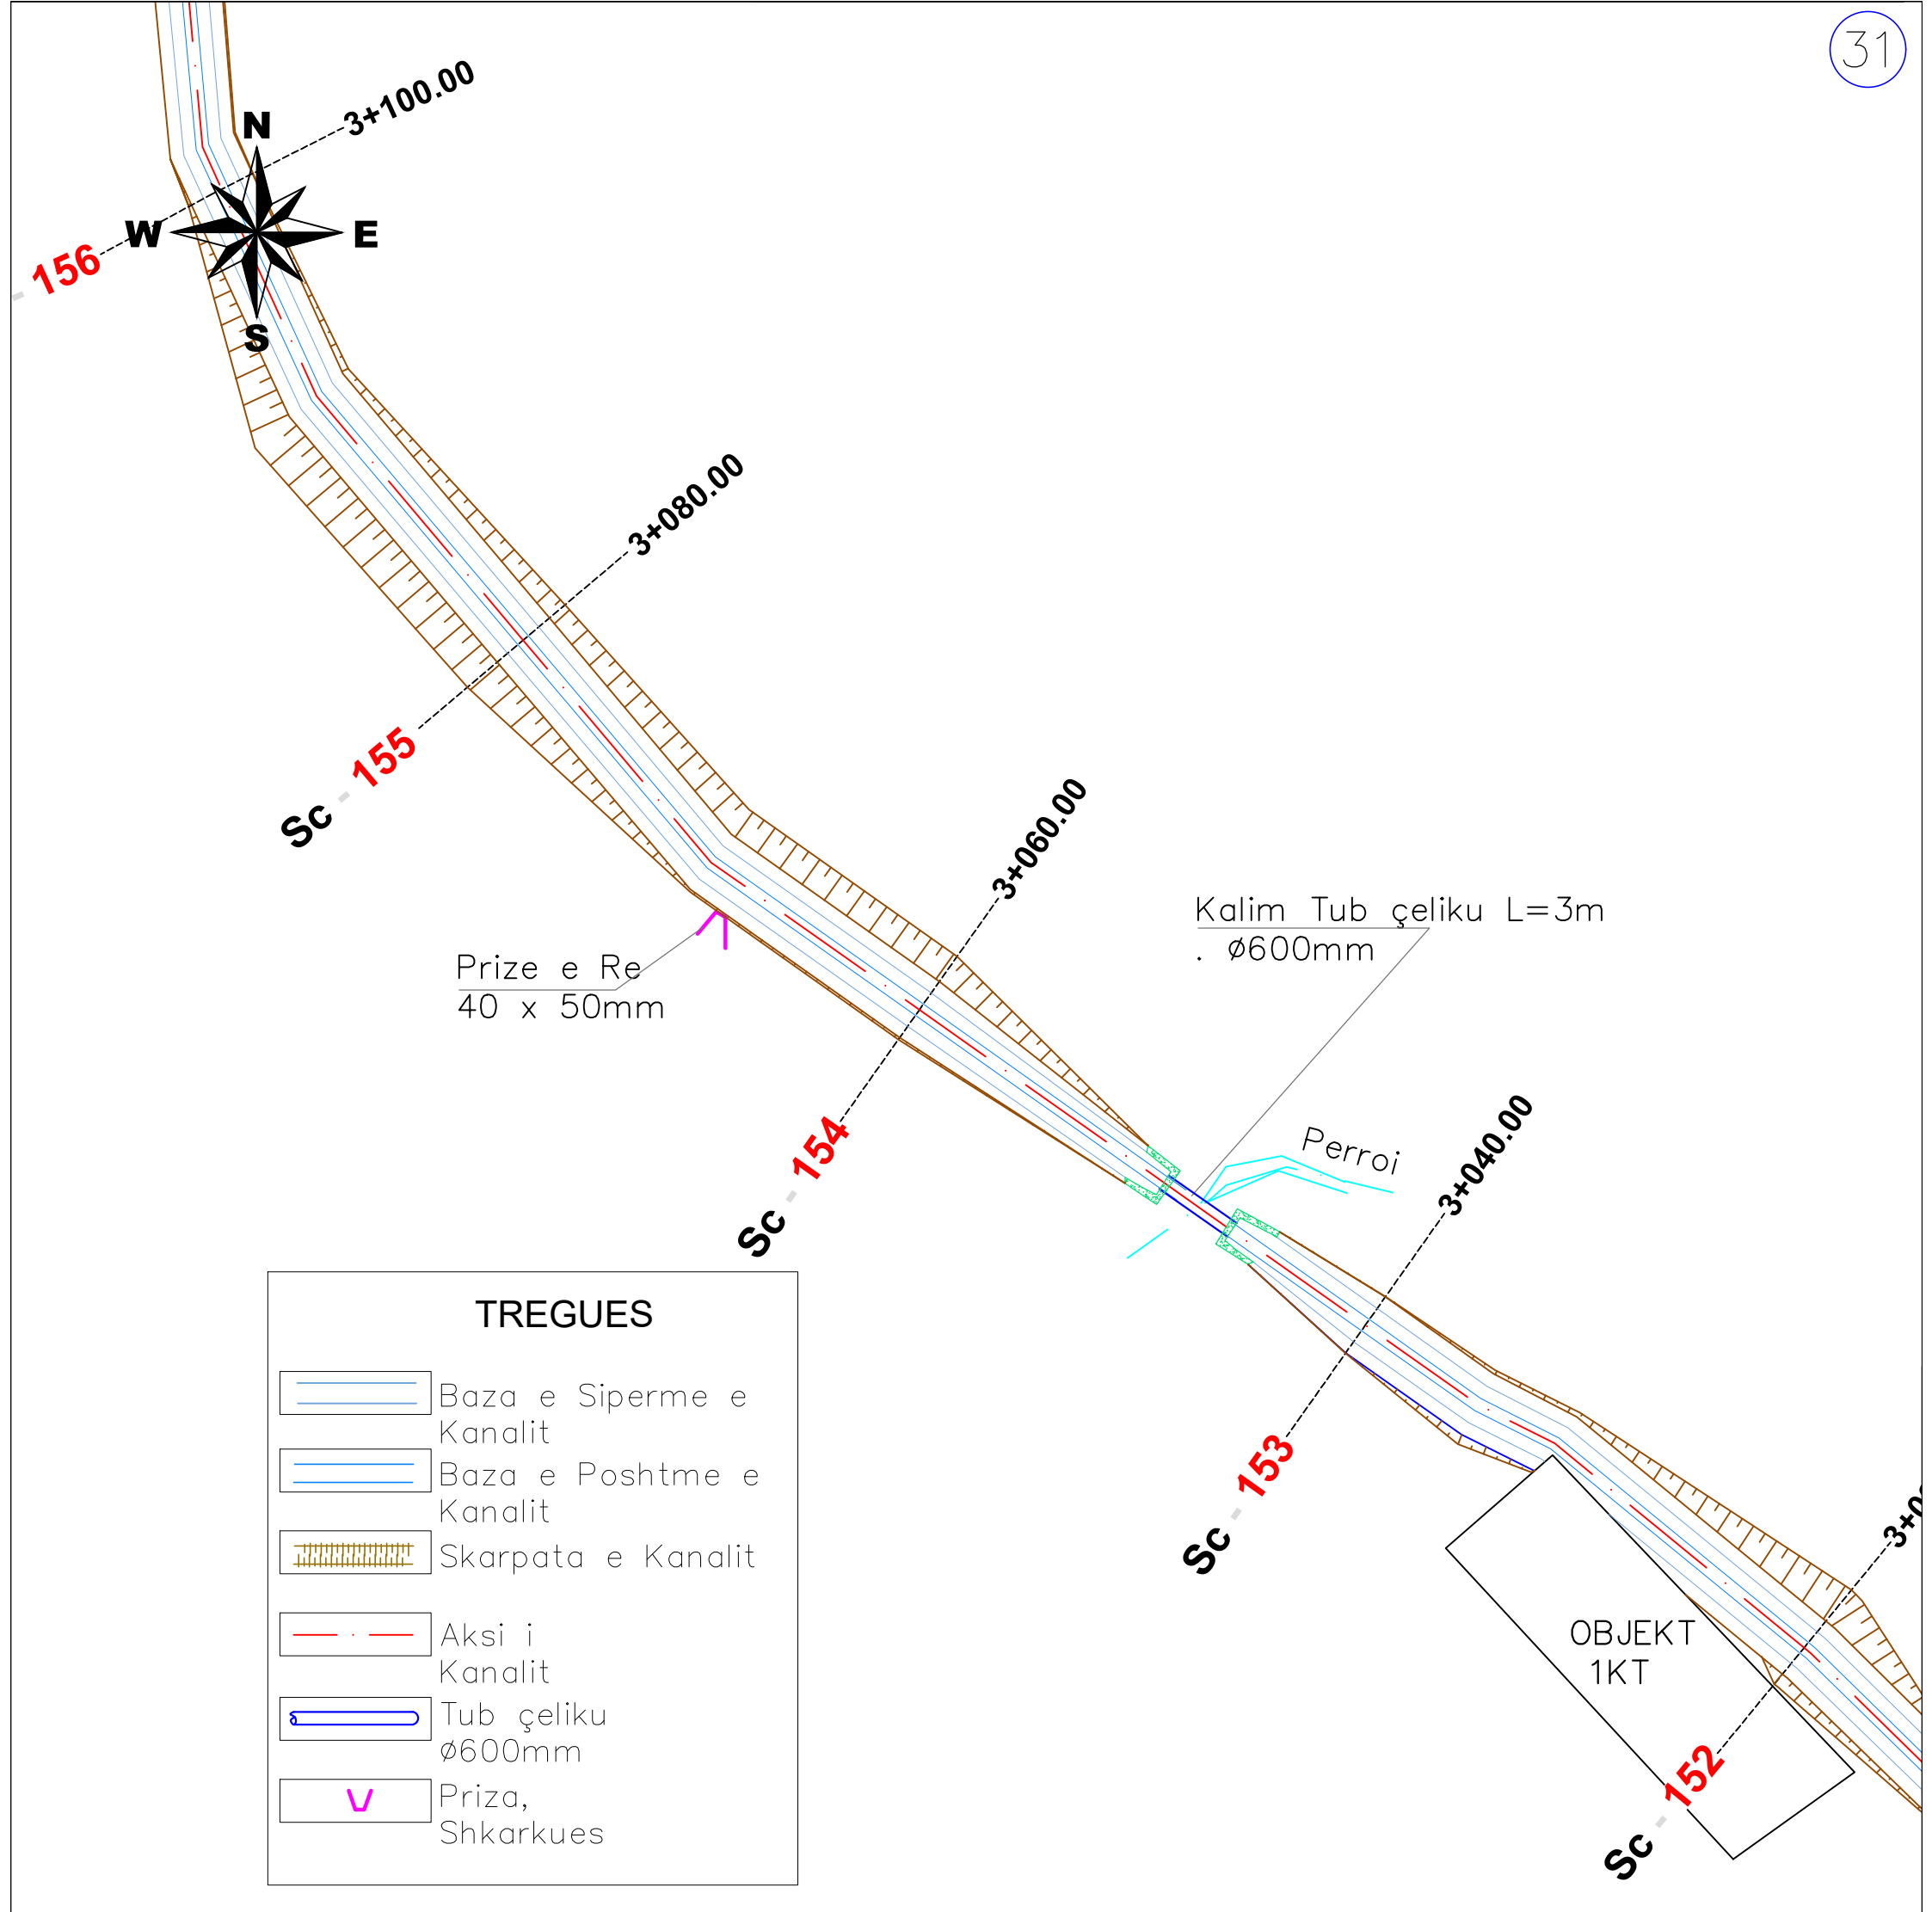 31
3+100.00
N
W
E
S
156
3+080.00
Sc - 155
3+060.00
Kalim Tub çeliku L=3m
. ø600mm
Prize e Re
40 x 50mm
Perroi
3+040.00
Sc - 154
Sc - 153
3+0
OBJEKT
1KT
Sc - 152
TREGUES
Baza e Siperme e
Kanalit
Baza e Poshtme e
Kanalit
Skarpata e Kanalit
Aksi i
Kanalit
Tub çeliku
ø600mm
Priza,
Shkarkues